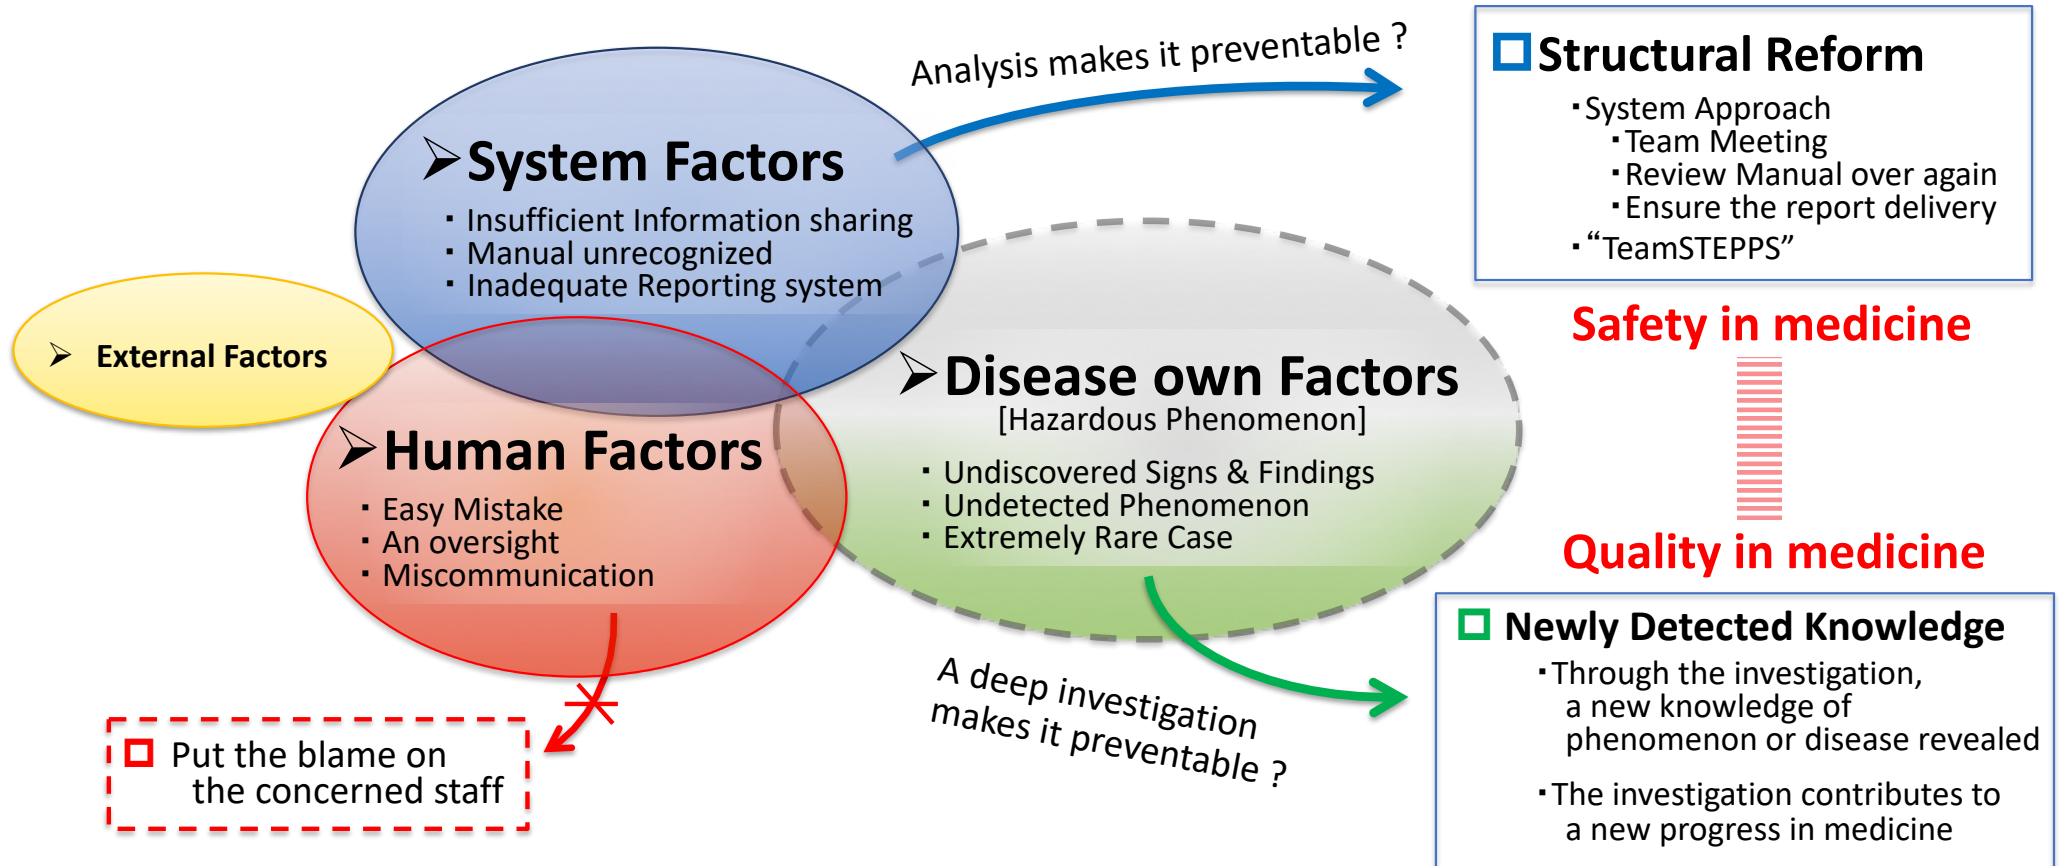 Analysis makes it preventable ?
➢System Factors
・Insufficient Information sharing
・Manual unrecognized
・Inadequate Reporting system
➢ External Factors
➢Human Factors
・Easy Mistake
・An oversight
・Miscommunication
➢Disease own Factors
[Hazardous Phenomenon]
・Undiscovered Signs & Findings
・Undetected Phenomenon
・Extremely Rare Case
Put the blame on
the concerned staff
A deep investigation
makes it preventable ?
Structural Reform
・System Approach
・Team Meeting
・Review Manual over again
・Ensure the report delivery
・“TeamSTEPPS”
Safety in medicine
Quality in medicine
Newly Detected Knowledge
・Through the investigation,
a new knowledge of
phenomenon or disease revealed
・The investigation contributes to
a new progress in medicine